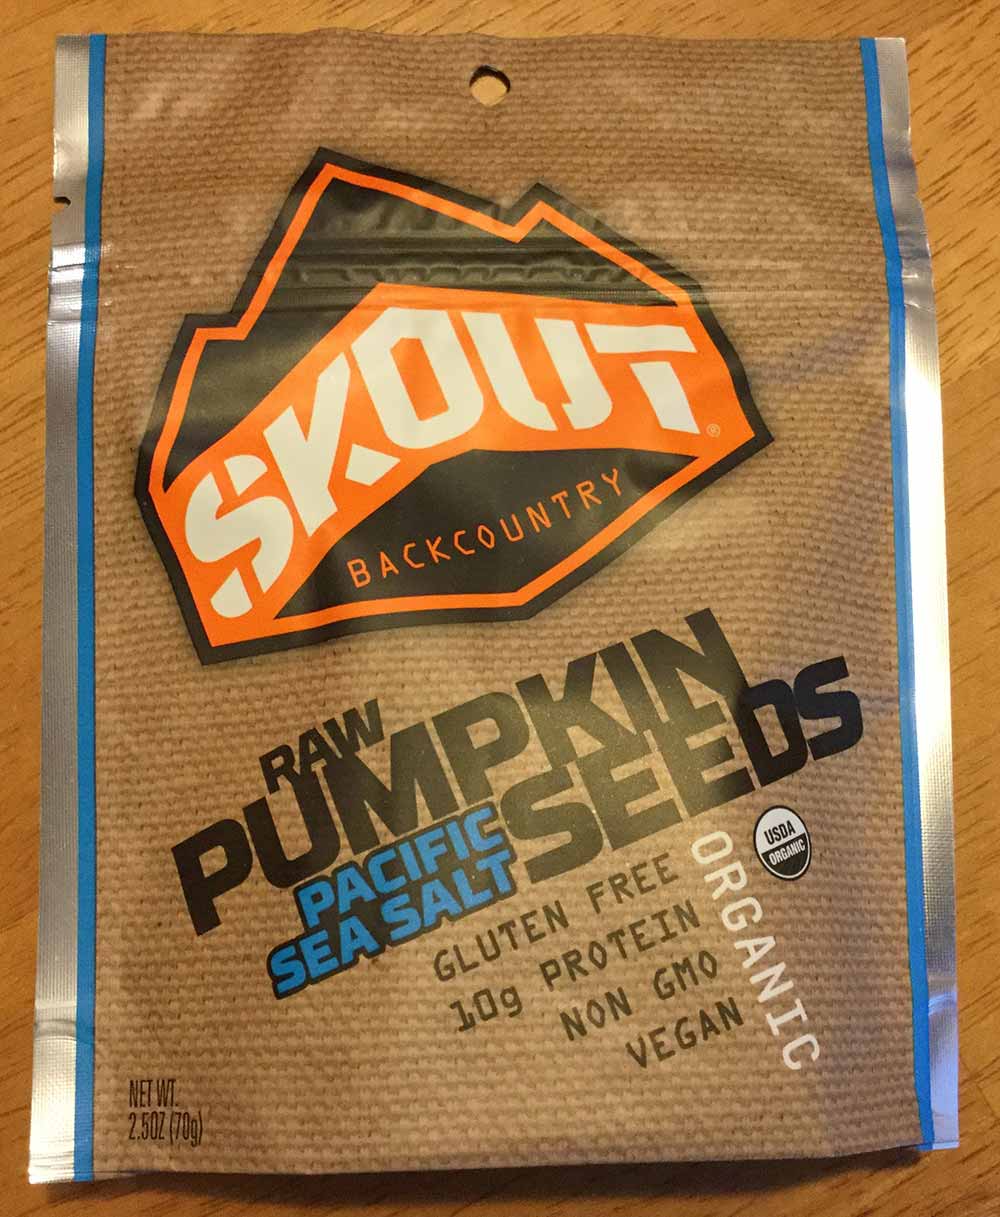 SKOUT
®
BACKCOUNTRY
RAW
PUMPKIN
SEEDS
PACIFIC
SEA SALT
GLUTEN FREE
10g PROTEIN
NON GMO
VEGAN
ORGANIC
USDA
ORGANIC
NET WT.
2.5OZ (70g)